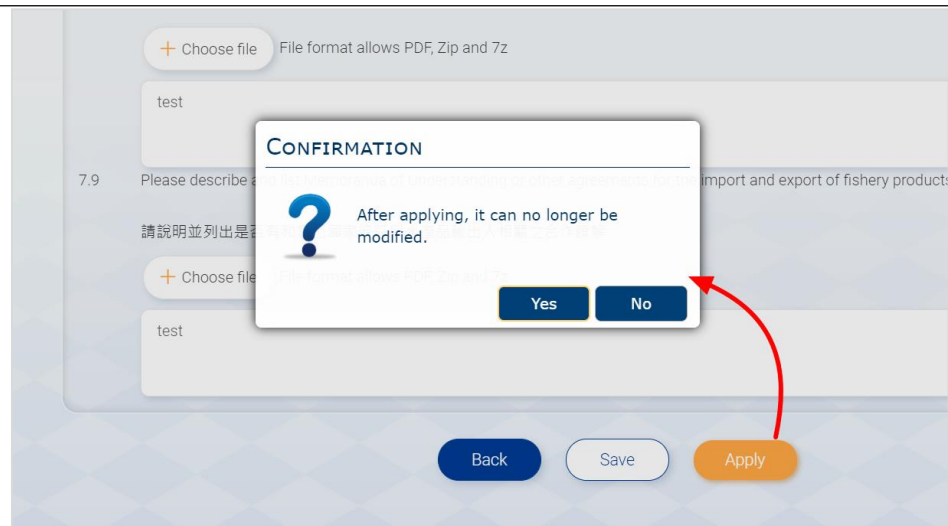 + Choose file File format allows PDF, Zip and 7z
test
CONFIRMATION
7.9 Please describe a import and export of fishery products
After applying, it can no longer be
modified.
請說明並列出是
+ Choose file
Yes No
test
Back Save Apply